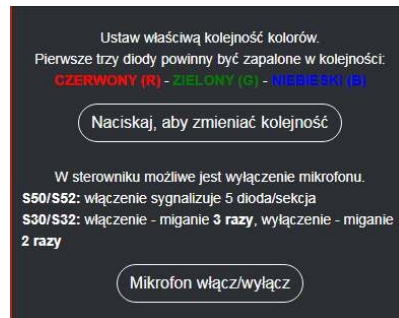 Ustaw właściwą kolejność kolorów.
Pierwsze trzy diody powinny być zapalone w kolejności:
CZERWONY (R) - ZIELONY (G) - NIEBIESKI (B)
Naciskaj, aby zmieniać kolejność
W sterowniku możliwe jest wyłączenie mikrofonu.
S50/S52: włączenie sygnalizuje 5 dioda/sekcja
S30/S32: włączenie - miganie 3 razy, wyłączenie - miganie
2 razy
Mikrofon włącz/wyłącz